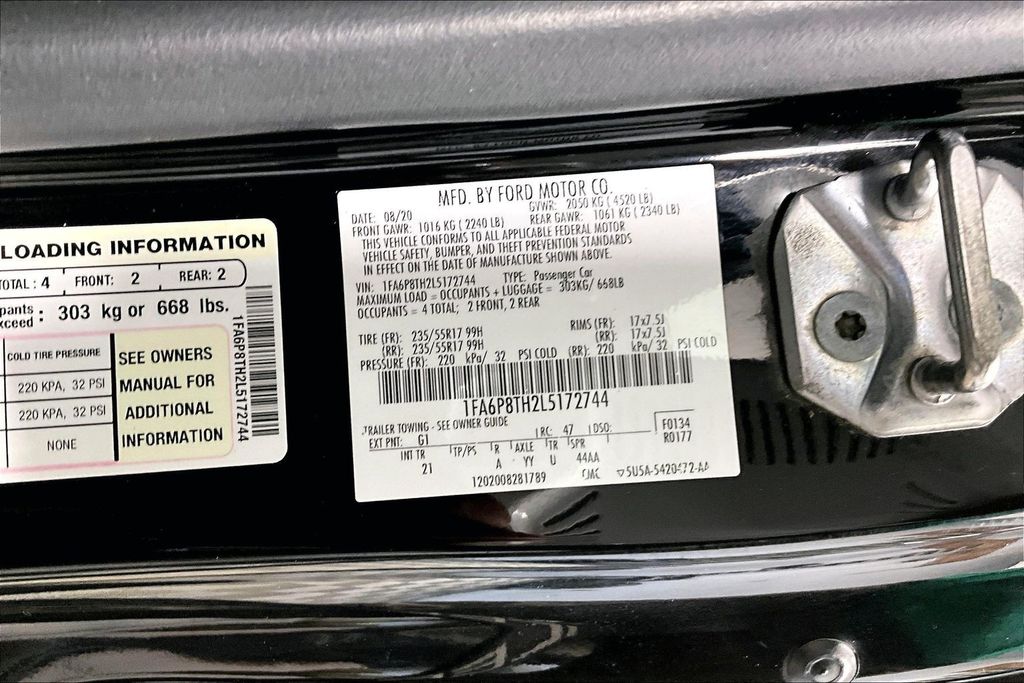 LOADING INFORMATION
TOTAL : 4 FRONT: 2 REAR: 2
pants
xceed : 303 kg or 668 lbs.
COLD TIRE PRESSURE
220 KPA, 32 PSI
220 KPA, 32 PSI
NONE
SEE OWNERS
MANUAL FOR
ADDITIONAL
INFORMATION
1FA6P8TH2L5172744
MFD. BY FORD MOTOR CO.
DATE: 08/20 GVWR: 2050 KG ( 4520 LB)
FRONT GAWR: 1016 KG ( 2240 LB) REAR GAWR: 1061 KG ( 2340 LB)
THIS VEHICLE CONFORMS TO ALL APPLICABLE FEDERAL MOTOR
VEHICLE SAFETY, BUMPER, AND THEFT PREVENTION STANDARDS
IN EFFECT ON THE DATE OF MANUFACTURE SHOWN ABOVE.
VIN: 1FA6P8TH2L5172744 TYPE: Passenger Car
MAXIMUM LOAD = OCCUPANTS + LUGGAGE = 303KG/ 668LB
OCCUPANTS = 4 TOTAL; 2 FRONT, 2 REAR
TIRE (FR): 235/55R17 99H RIMS (FR): 17x7.5J
(RR): 235/55R17 99H (RR): 17x7.5J
PRESSURE (FR): 220 kPa/ 32 PSI COLD (RR): 220 kPa/ 32 PSI COLD
1FA6P8TH2L5172744
TRAILER TOWING - SEE OWNER GUIDE
EXT PNT: G1 RC: 47 DSO: F0134
INT TR TP/PS R AXLE TR SPR R0177
21 A YY U 44AA
1202008281789 5U5A-5420472-AA